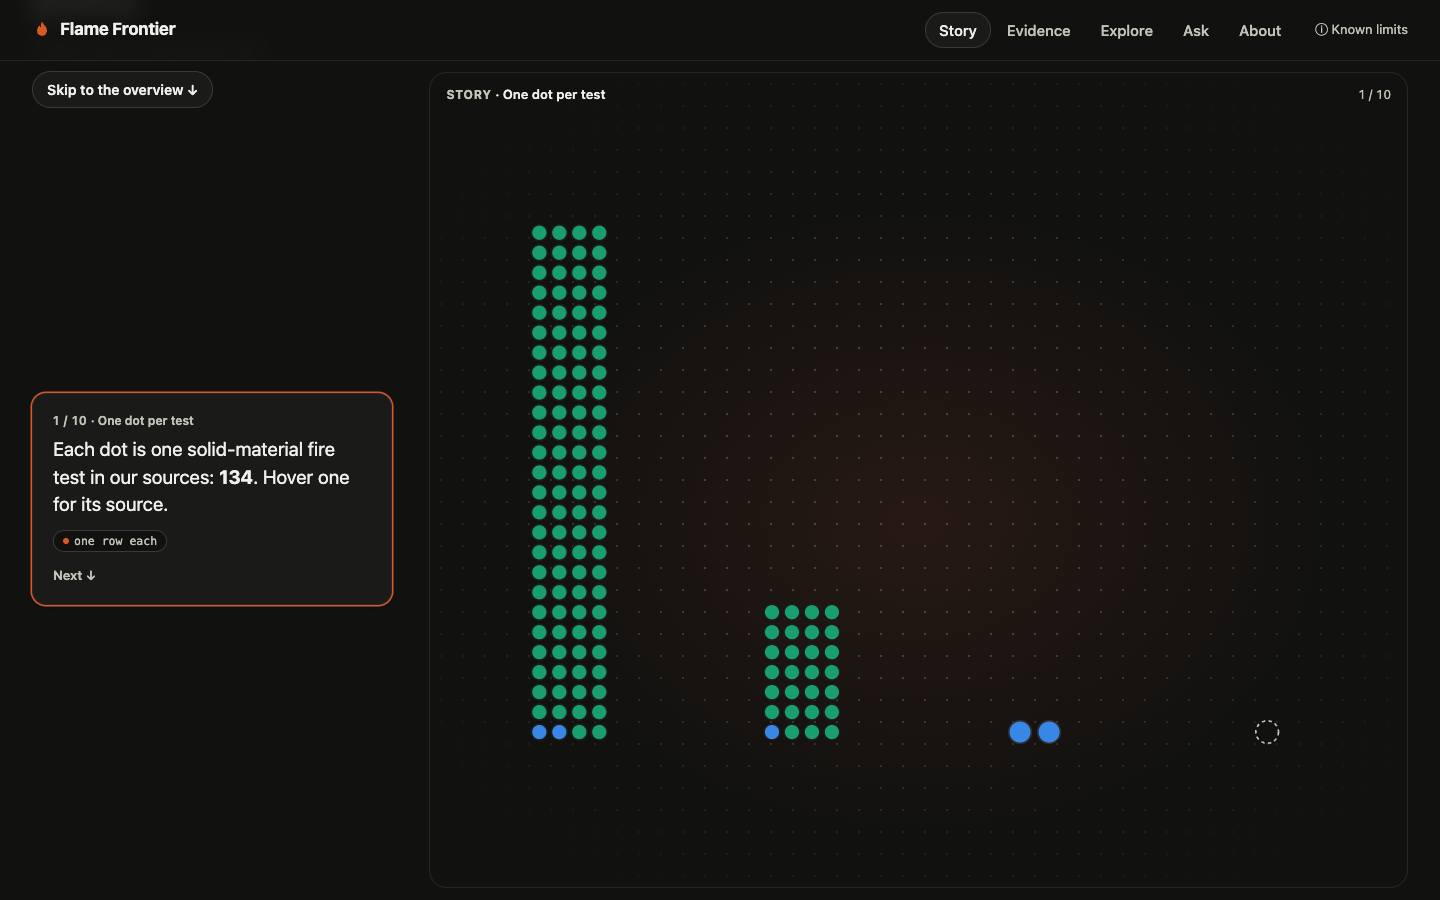 Flame Frontier
Story
Evidence
Explore
Ask
About
ⓘ Known limits
Skip to the overview ↓
STORY · One dot per test
1 / 10
1 / 10 · One dot per test
Each dot is one solid-material fire
test in our sources: 134. Hover one
for its source.
one row each
Next ↓